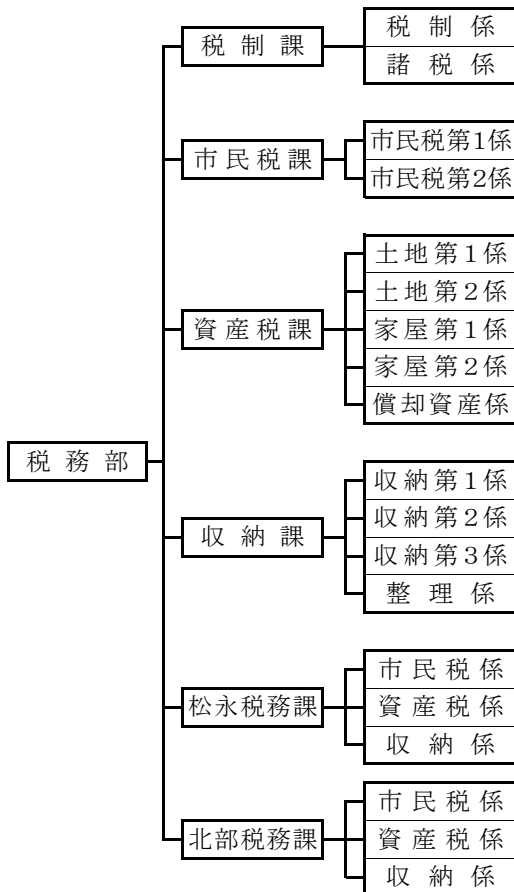 税務部
税制課
税制係
諸税係
市民税課
市民税第1係
市民税第2係
資産税課
土地第1係
土地第2係
家屋第1係
家屋第2係
償却資産係
収納課
収納第1係
収納第2係
収納第3係
整理係
松永税務課
市民税係
資産税係
収納係
北部税務課
市民税係
資産税係
収納係